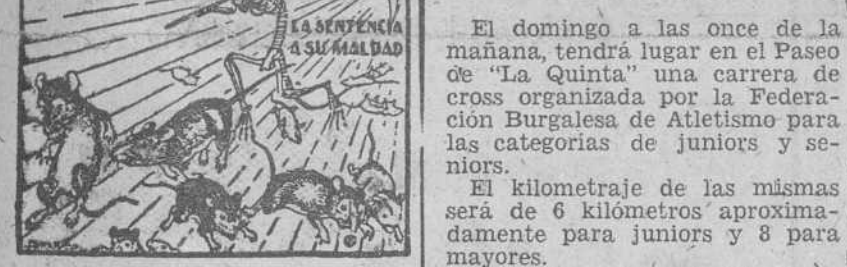 LA SENTENCIA
A SU MALDAD
El domingo a las once de la
mañana, tendrá lugar en el Paseo
de "La Quinta" una carrera de
cross organizada por la Federa-
ción Burgalesa de Atletismo para
las categorias de juniors y se-
niors.
El kilometraje de las mismas
será de 6 kilómetros aproxima-
damente para juniors y 8 para
mayores.